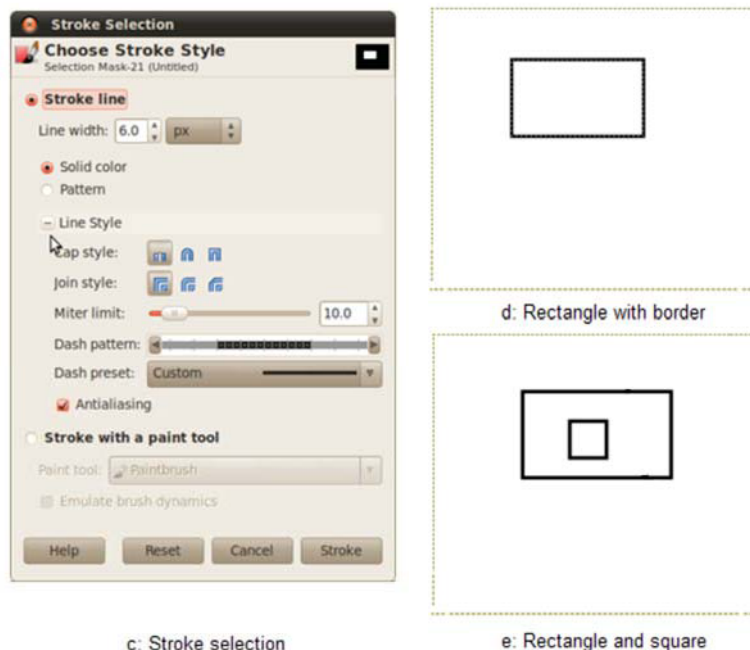 Stroke Selection
Choose Stroke Style
Selection Mask-21 (Untitled)
Stroke line
Line width: 6.0 px
Solid color
Pattern
Line Style
Cap style:
Join style:
Miter limit: 10.0
Dash pattern:
Dash preset: Custom
Antialiasing
Stroke with a paint tool
Paint tool: Paintbrush
Emulate brush dynamics
Help Reset Cancel Stroke
c: Stroke selection
d: Rectangle with border
e: Rectangle and square